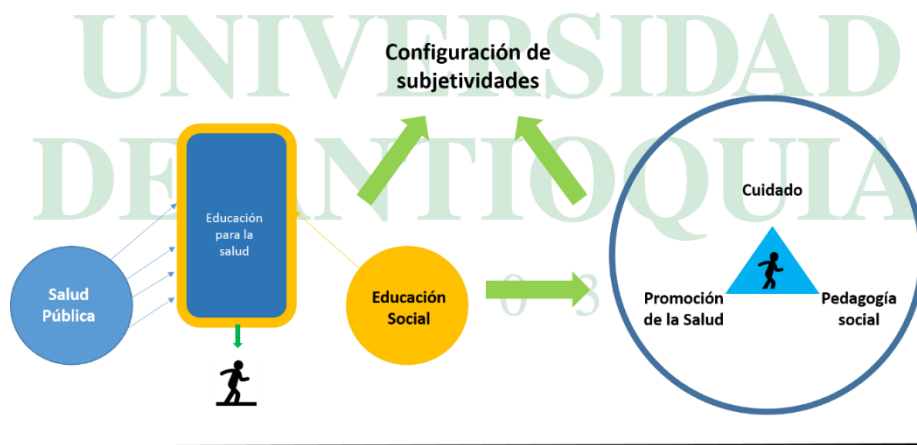 UNIVERSIDAD
DE ANTIOQUIA
Configuración de
subjetividades
Educación
para la
salud
Salud
Pública
Educación
Social
Cuidado
Promoción
de la Salud
Pedagogía
social